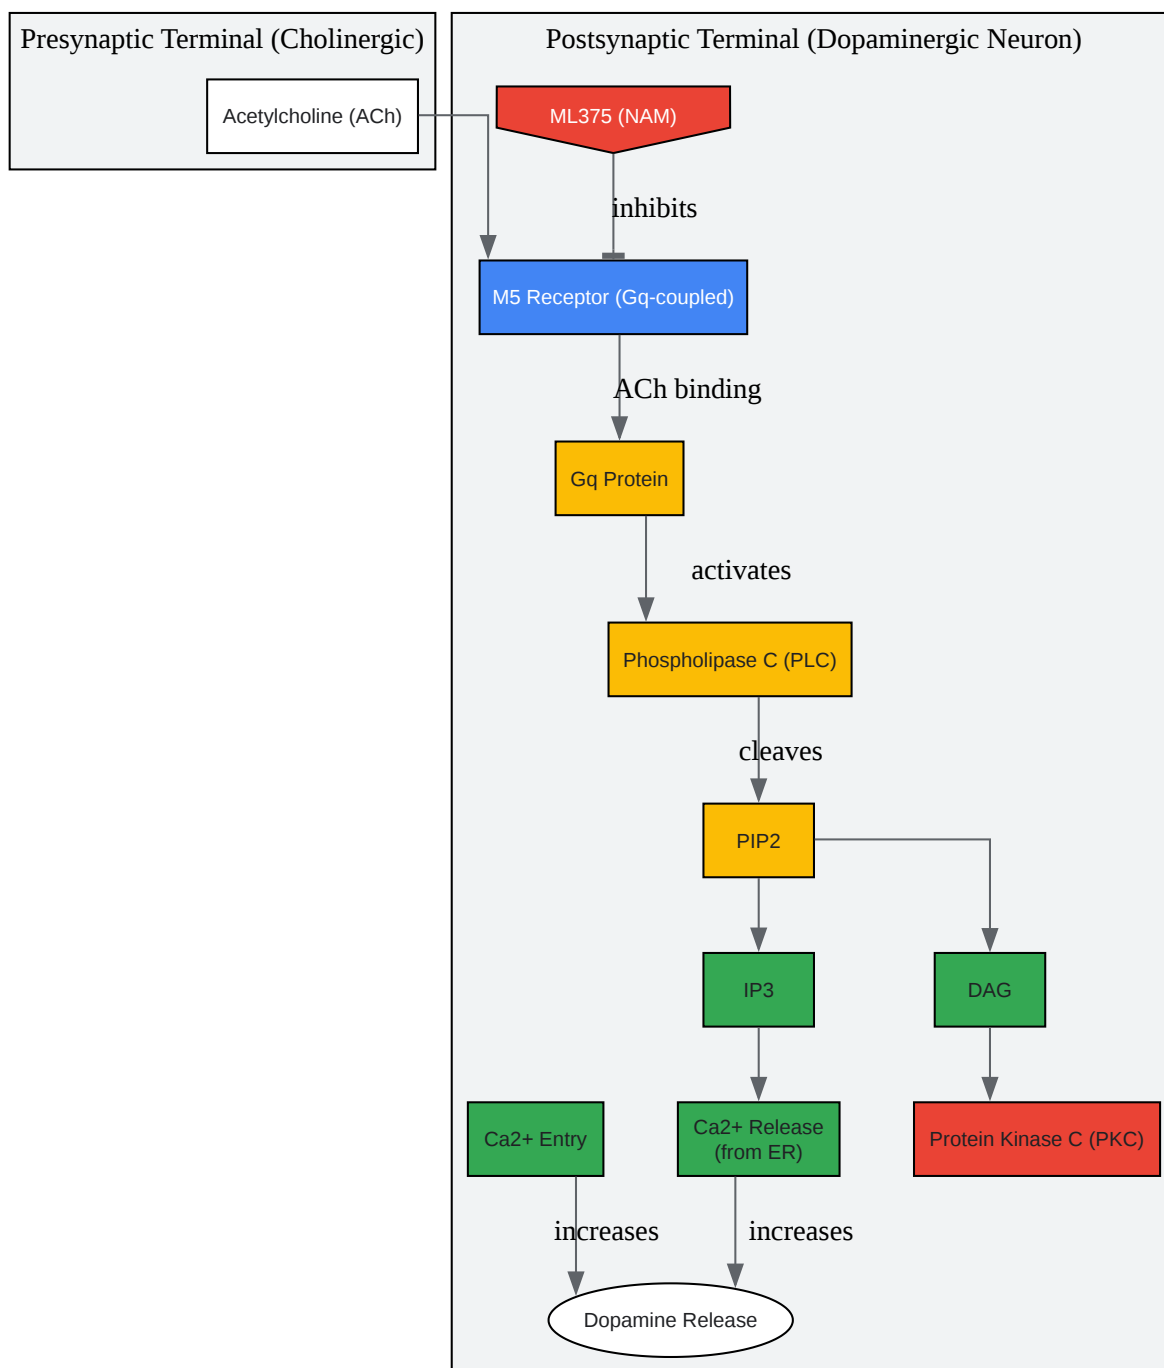 Presynaptic Terminal (Cholinergic)
Postsynaptic Terminal (Dopaminergic Neuron)
Acetylcholine (ACh)
ML375 (NAM)
inhibits
M5 Receptor (Gq-coupled)
ACh binding
Gq Protein
activates
Phospholipase C (PLC)
cleaves
PIP2
IP3
DAG
Ca2+ Entry
Ca2+ Release
(from ER)
Protein Kinase C (PKC)
increases
increases
Dopamine Release